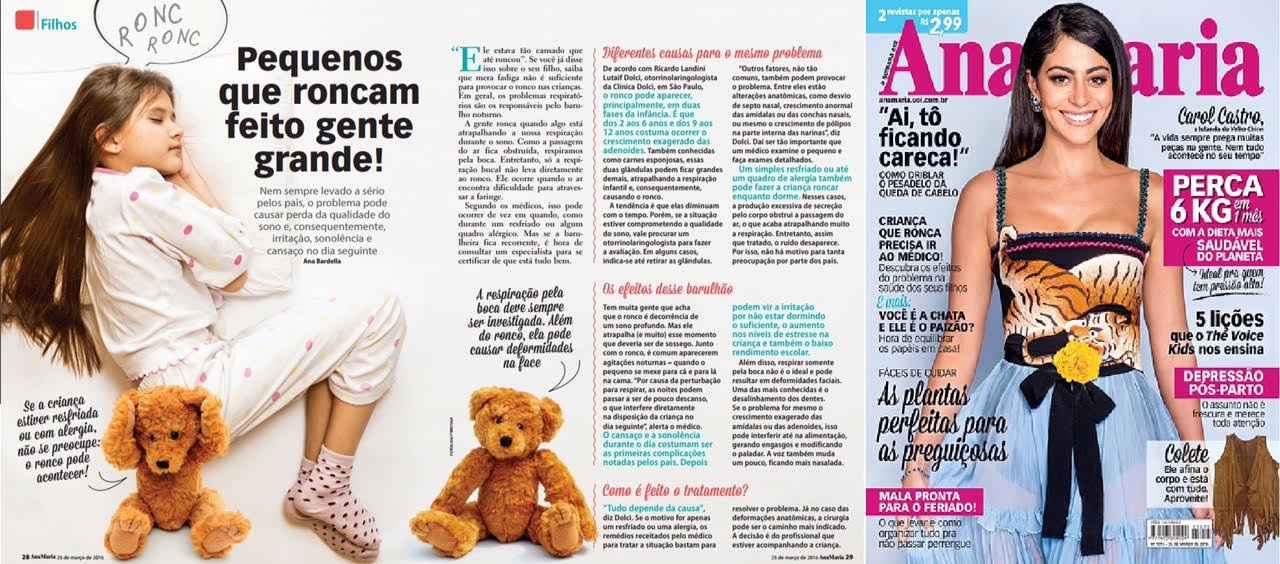 Filhos
RONC
RONC
Pequenos
que roncam
feito gente
grande!
Nem sempre levado a sério
pelos pais, o problema pode
causar perda da qualidade do
sono e, consequentemente,
irritação, sonolência e
cansaço no dia seguinte
Ana Bardella
Se a criança
estiver resfriada
ou com alergia,
não se preocupe:
o ronco pode
acontecer!
28 AnaMaria 25 de março de 2016
"Ele estava tão cansado que
até roncou". Se você já disse
isso sobre o seu filho, saiba
que mera fadiga não é suficiente
para provocar o ronco nas crianças.
Em geral, os problemas respirató-
rios são os responsáveis pelo baru-
lho noturno.
A gente ronca quando algo está
atrapalhando a nossa respiração
durante o sono. Como a passagem
do ar fica obstruída, respiramos
pela boca. Entretanto, só a respi-
ração bucal não leva diretamente
ao ronco. Ele ocorre quando o ar
encontra dificuldade para atraves-
sar a faringe.
Segundo os médicos, isso pode
ocorrer de vez em quando, como
durante um resfriado ou algum
quadro alérgico. Mas se a baru-
lheira fica recorrente, é hora de
consultar um especialista para se
certificar de que está tudo bem.
A respiração pela
boca deve sempre
ser investigada. Além
do ronco, ela pode
causar deformidades
na face
Diferentes causas para o mesmo problema
De acordo com Ricardo Landini
Lutaif Dolci, otorrinolaringologista
da Clínica Dolci, em São Paulo,
o ronco pode aparecer,
principalmente, em duas
fases da infância. É que
dos 2 aos 6 anos e dos 9 aos
12 anos costuma ocorrer o
crescimento exagerado das
adenoides. Também conhecidas
como carnes esponjosas, essas
duas glândulas podem ficar grandes
demais, atrapalhando a respiração
infantil e, consequentemente,
causando o ronco.
A tendência é que elas diminuam
com o tempo. Porém, se a situação
estiver comprometendo a qualidade
do sono, vale procurar um
otorrinolaringologista para fazer
a avaliação. Em alguns casos,
indica-se até retirar as glândulas.
"Outros fatores, não tão
comuns, também podem provocar
o problema. Entre eles estão
alterações anatômicas, como desvio
de septo nasal, crescimento anormal
das amídalas ou das conchas nasais,
ou mesmo o crescimento de pólipos
na parte interna das narinas", diz
Dolci. Daí ser tão importante que
um médico examine o pequeno e
faça exames detalhados.
Um simples resfriado ou até
um quadro de alergia também
pode fazer a criança roncar
enquanto dorme. Nesses casos,
a produção excessiva de secreção
pelo corpo obstrui a passagem do
ar, o que acaba atrapalhando muito
a respiração. Entretanto, assim
que tratado, o ruído desaparece.
Por isso, não há motivo para tanta
preocupação por parte dos pais.
Os efeitos desse barulhão
Tem muita gente que acha
que o ronco é decorrência de
um sono profundo. Mas ele
atrapalha (e muito) esse momento
que deveria ser de sossego. Junto
com o ronco, é comum aparecerem
agitações noturnas – quando o
pequeno se mexe para cá e para lá
na cama. "Por causa da perturbação
para respirar, as noites podem
passar a ser de pouco descanso,
o que interfere diretamente
na disposição da criança no
dia seguinte", alerta o médico.
O cansaço e a sonolência
durante o dia costumam ser
as primeiras complicações
notadas pelos pais. Depois
podem vir a irritação
por não estar dormindo
o suficiente, o aumento
nos níveis de estresse na
criança e também o baixo
rendimento escolar.
Além disso, respirar somente
pela boca não é o ideal e pode
resultar em deformidades faciais.
Uma das mais conhecidas é o
desalinhamento dos dentes.
Se o problema for mesmo o
crescimento exagerado das
amídalas ou das adenoides, isso
pode interferir até na alimentação,
gerando engasgos e modificando
o paladar. A voz também muda
um pouco, ficando mais nasalada.
Como é feito o tratamento?
"Tudo depende da causa",
diz Dolci. Se o motivo for apenas
um resfriado ou uma alergia, os
remédios receitados pelo médico
para tratar a situação bastam para
resolver o problema. Já no caso das
deformações anatômicas, a cirurgia
pode ser o caminho mais indicado.
A decisão é do profissional que
estiver acompanhando a criança.
25 de março de 2016 AnaMaria 29
2 revistas por apenas
R$2,99
AnaMaria
anamaria.uol.com.br
"Ai, tô
ficando
careca!"
COMO DRIBLAR
O PESADELO DA
QUEDA DE CABELO
CRIANÇA
QUE RONCA
PRECISA IR
AO MÉDICO!
Descubra os efeitos
do problema na
saúde dos seus filhos
E mais:
VOCÊ É A CHATA
E ELE É O PAIZÃO?
Hora de equilibrar
os papéis em casa!
FÁCEIS DE CUIDAR
As plantas
perfeitas para
as preguiçosas
MALA PRONTA
PARA O FERIADO!
O que levar e como
organizar tudo pra
não passar perrengue
Carol Castro,
a Iolanda de Velho Chico:
"A vida sempre prega muitas
peças na gente. Nem tudo
acontece no seu tempo"
PERCA
6 KG em
1 mês
COM A DIETA MAIS
SAUDÁVEL
DO PLANETA
Ideal pra quem
tem pressão alta!
5 lições
que o The Voice
Kids nos ensina
DEPRESSÃO
PÓS-PARTO
O assunto não é
frescura e merece
toda atenção
Colete
Ele afina o
corpo e está
com tudo.
Aproveite!